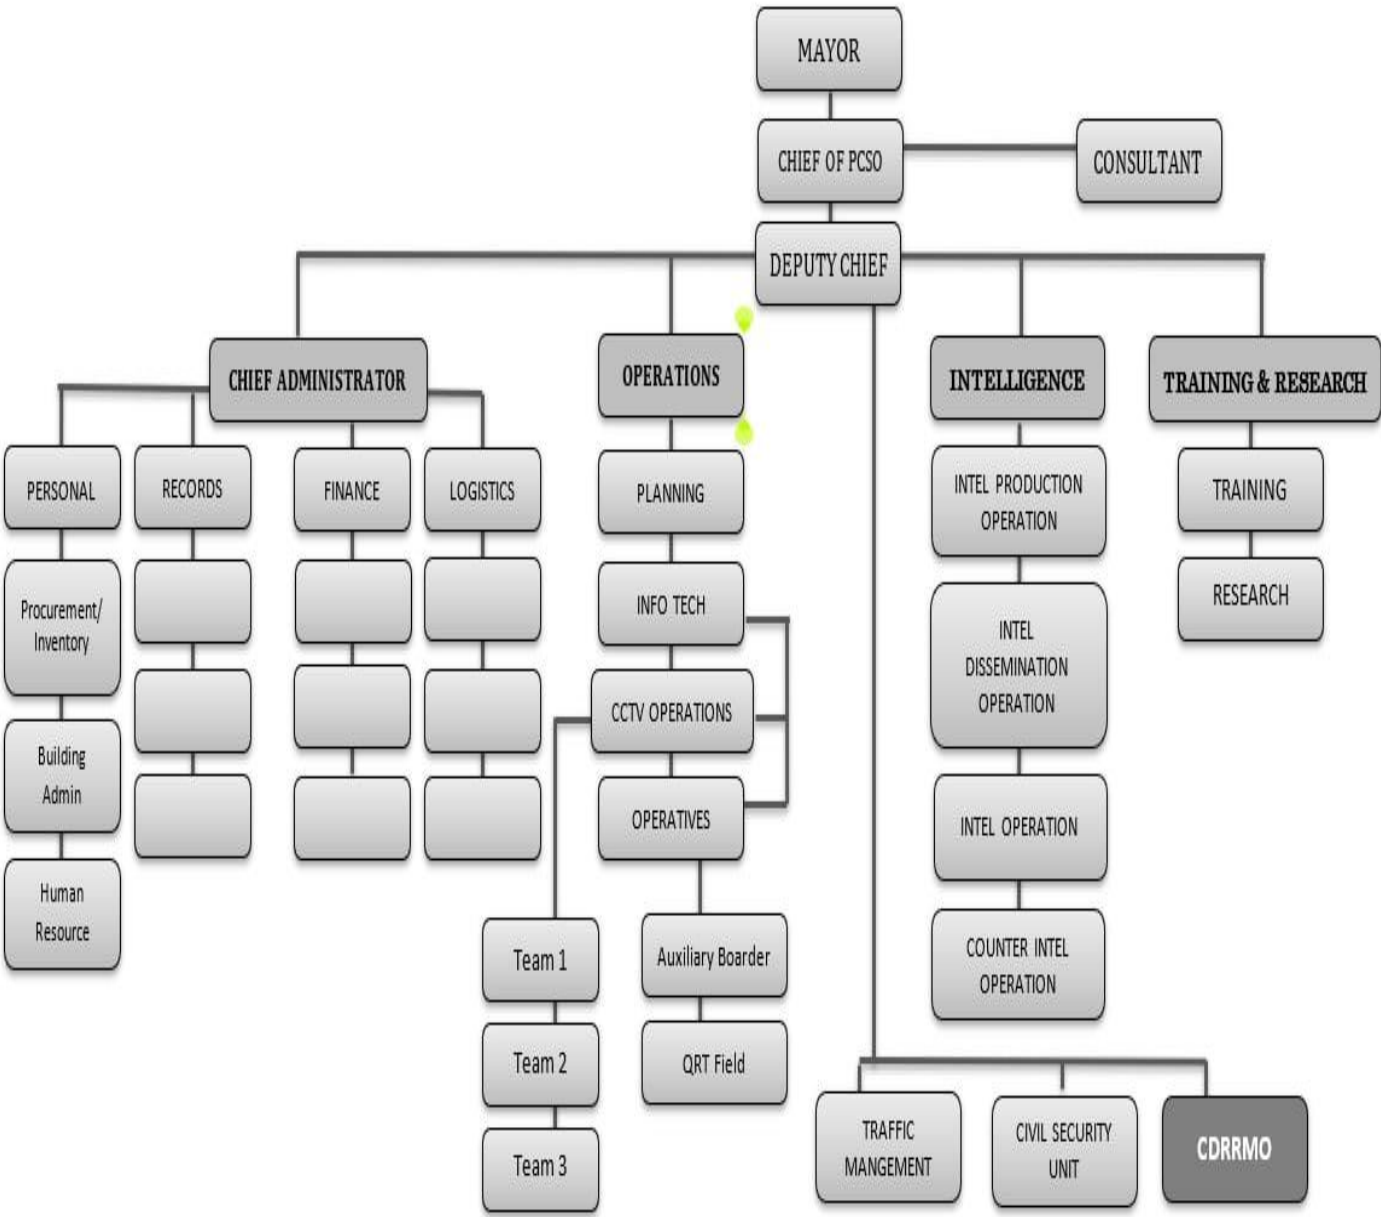 MAYOR
CHIEF OF PCSO
CONSULTANT
DEPUTY CHIEF
CHIEF ADMINISTRATOR
OPERATIONS
INTELLIGENCE
TRAINING & RESEARCH
PERSONAL
RECORDS
FINANCE
LOGISTICS
Procurement/
Inventory
Building
Admin
Human
Resource
PLANNING
INFO TECH
CCTV OPERATIONS
OPERATIVES
Team 1
Team 2
Team 3
Auxiliary Boarder
QRT Field
INTEL PRODUCTION
OPERATION
INTEL
DISSEMINATION
OPERATION
INTEL OPERATION
COUNTER INTEL
OPERATION
TRAINING
RESEARCH
TRAFFIC
MANGEMENT
CIVIL SECURITY
UNIT
CDRRMO